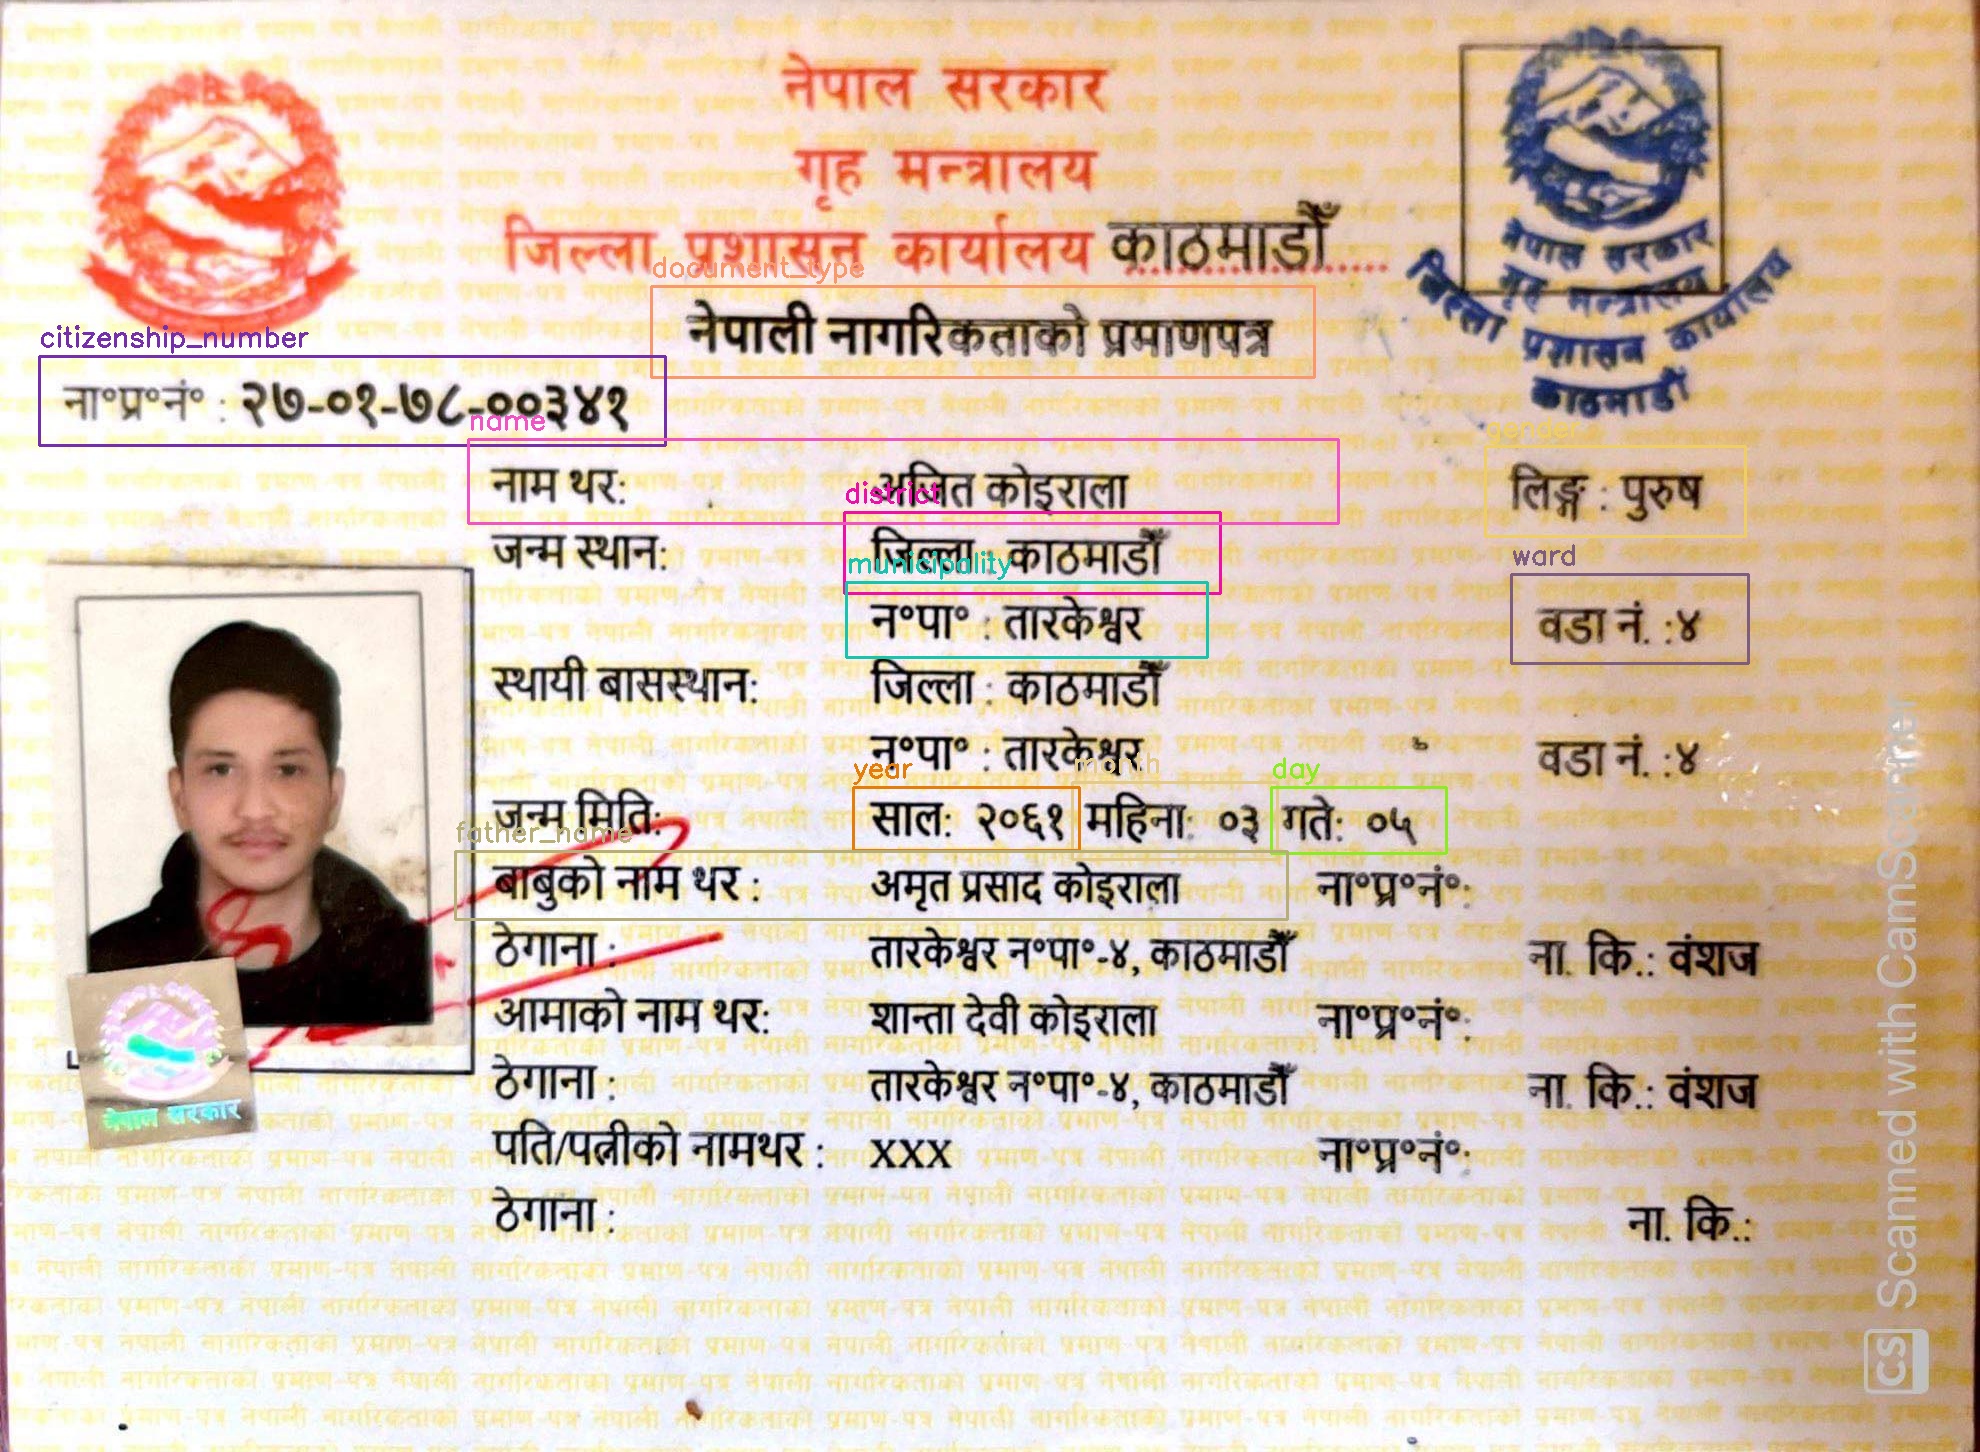 नेपाल सरकार
गृह मन्त्रालय
जिल्ला प्रशासन कार्यालय काठमाडौँ
नेपाल सरकार
गृह मन्त्रालय
जिल्ला प्रशासन कार्यालय
काठमाडौं
document_type
नेपाली नागरिकताको प्रमाणपत्र
citizenship_number
ना°प्र°नं° : २७-०१-७८-००३४१
name
gender
नाम थर: अजित कोइराला लिङ्ग : पुरुष
district
जन्म स्थान: जिल्ला : काठमाडौँ
municipality ward
न°पा° : तारकेश्वर वडा नं. :४
स्थायी बासस्थान: जिल्ला : काठमाडौँ
न°पा° : तारकेश्वर वडा नं. :४
year month day
जन्म मिति: साल: २०६१ महिना: ०३ गते: ०५
father_name
बाबुको नाम थर : अमृत प्रसाद कोइराला ना°प्र°नं°:
ठेगाना : तारकेश्वर न°पा°-४, काठमाडौँ ना. कि.: वंशज
आमाको नाम थर: शान्ता देवी कोइराला ना°प्र°नं°:
ठेगाना : तारकेश्वर न°पा°-४, काठमाडौँ ना. कि.: वंशज
पति/पत्नीको नामथर : XXX ना°प्र°नं°:
ठेगाना : ना. कि.:
नेपाल सरकार
CS Scanned with CamScanner